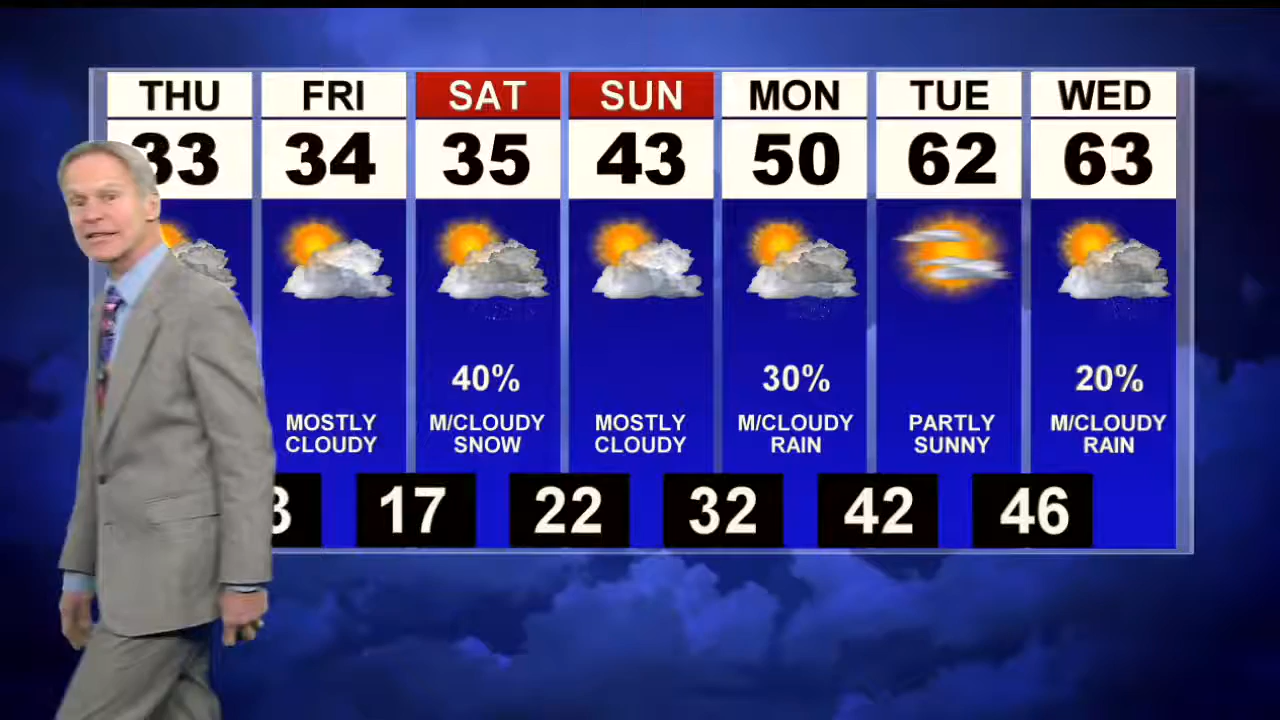 THU FRI SAT SUN MON TUE WED
33 34 35 43 50 62 63
40% 30% 20%
MOSTLY M/CLOUDY MOSTLY M/CLOUDY PARTLY M/CLOUDY
CLOUDY SNOW CLOUDY RAIN SUNNY RAIN
17 22 32 42 46